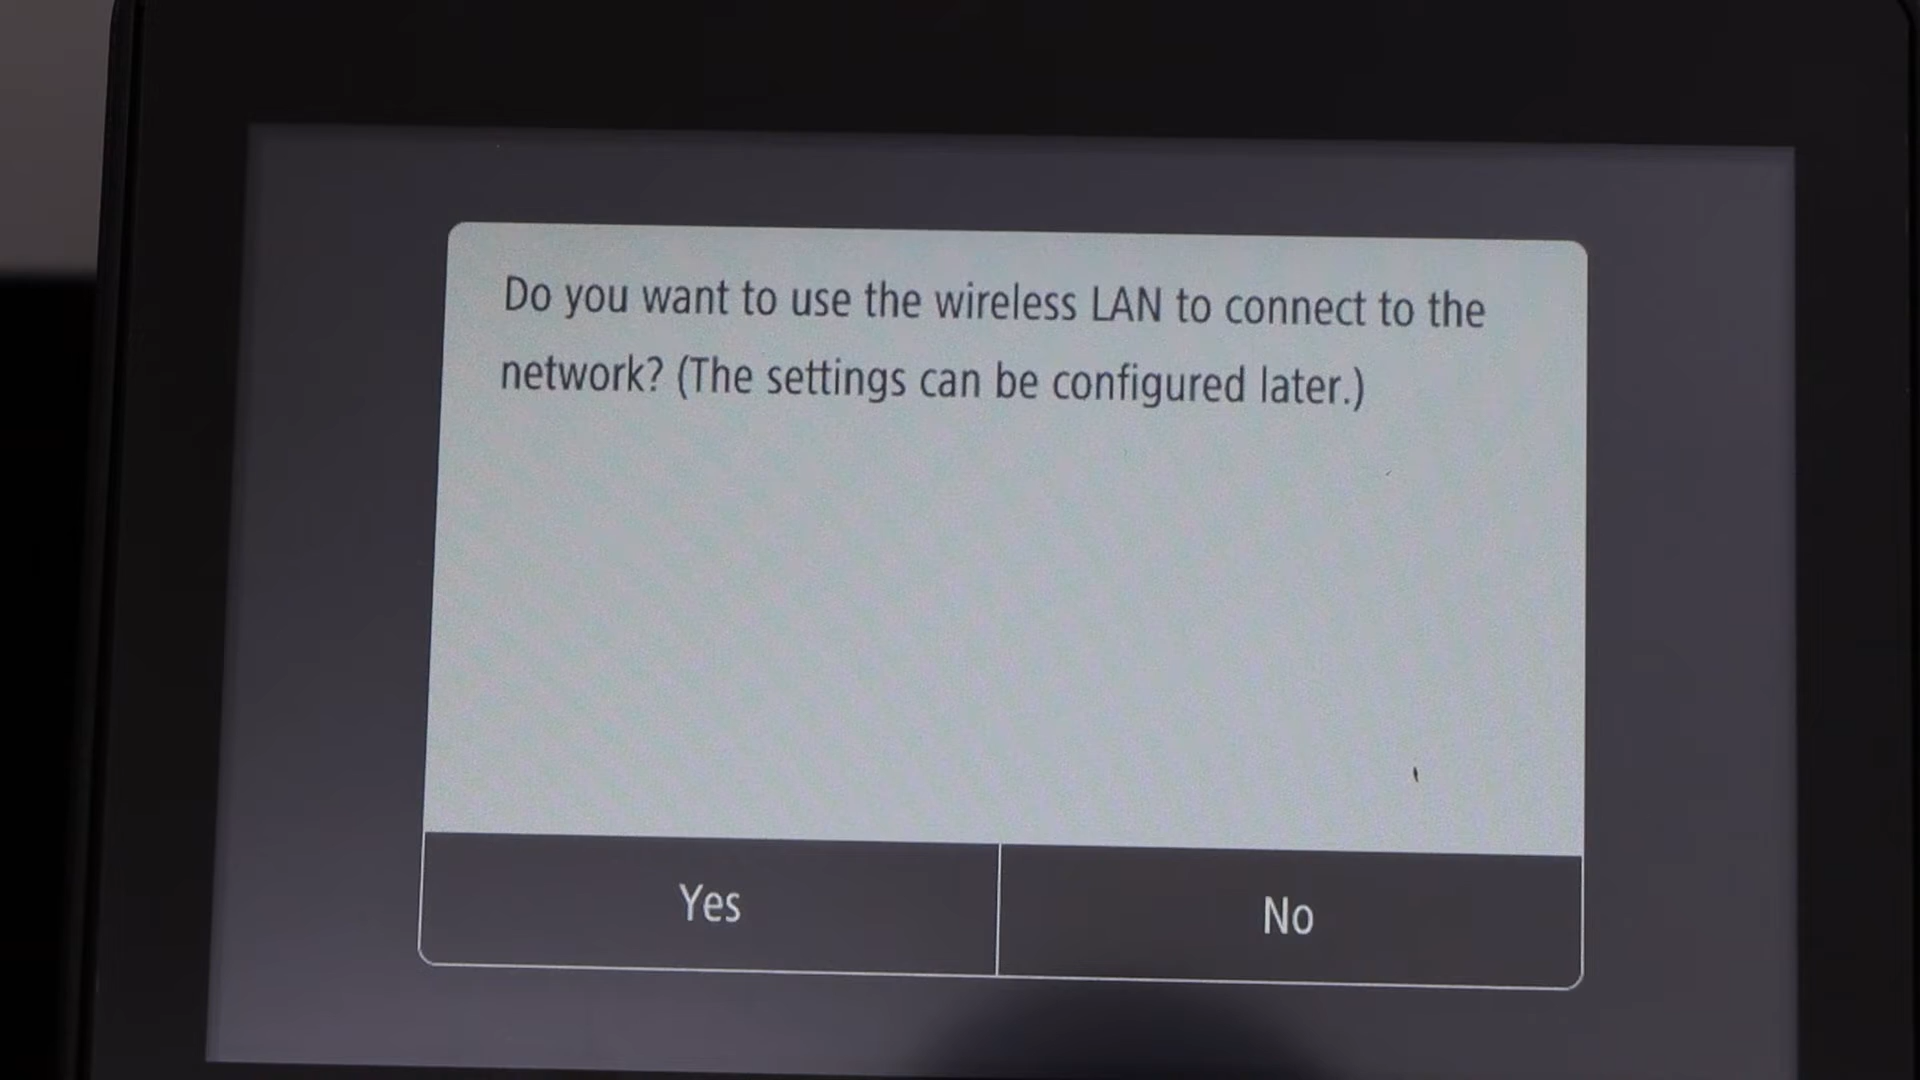 Do you want to use the wireless LAN to connect to the
network? (The settings can be configured later.)
Yes
No